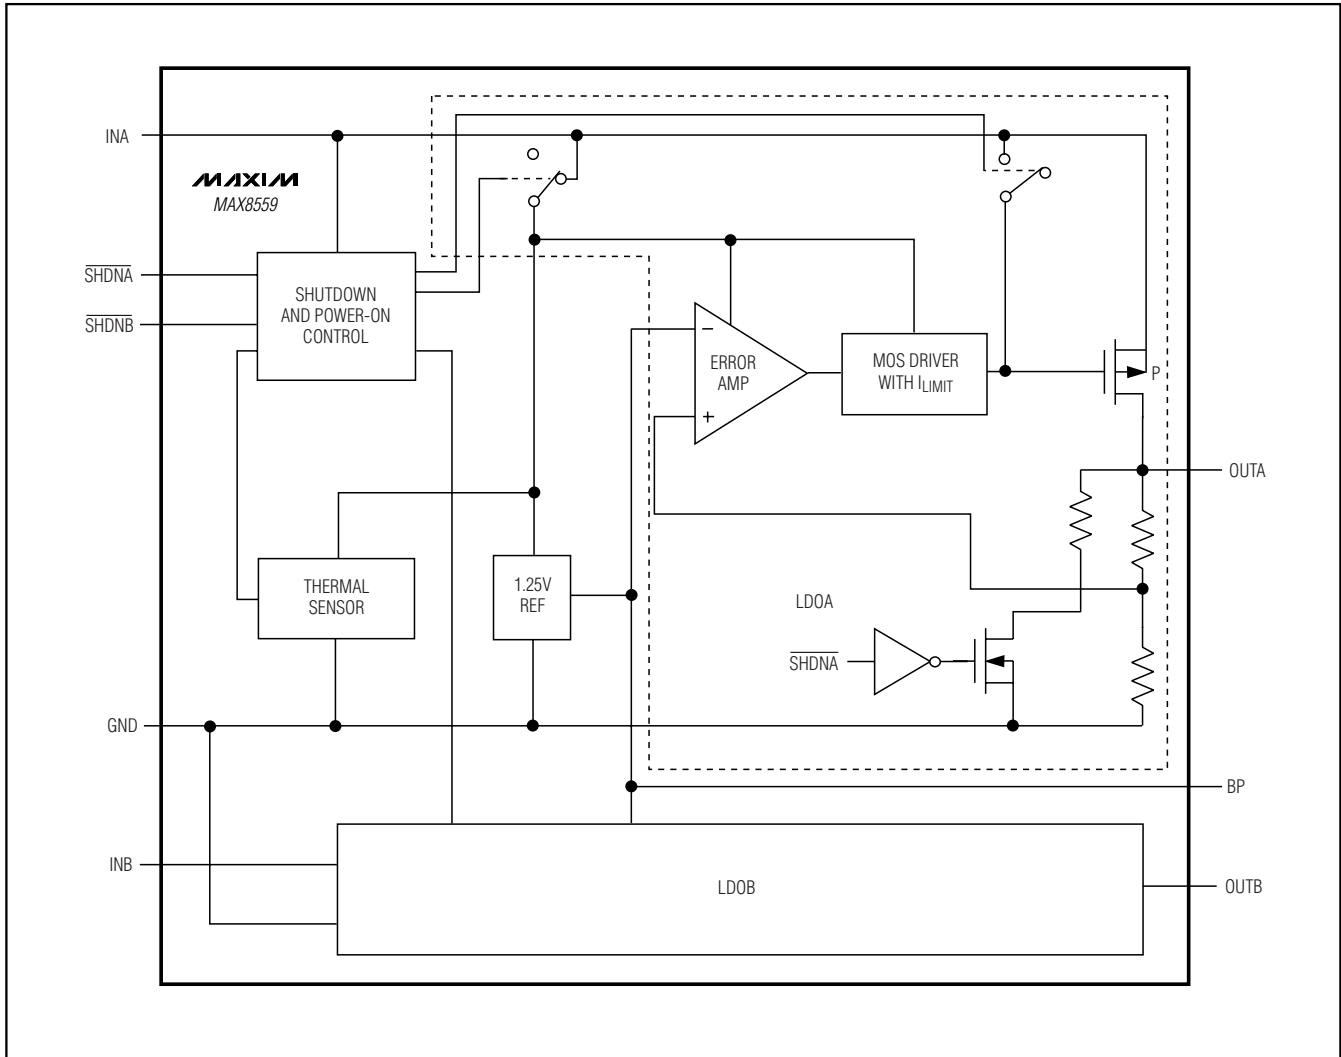 INA
MAXIM
MAX8559
SHDNA
SHDNB
SHUTDOWN
AND POWER-ON
CONTROL
ERROR
AMP
−
+
MOS DRIVER
WITH ILIMIT
P
OUTA
THERMAL
SENSOR
1.25V
REF
LDOA
SHDNA
GND
BP
INB
LDOB
OUTB